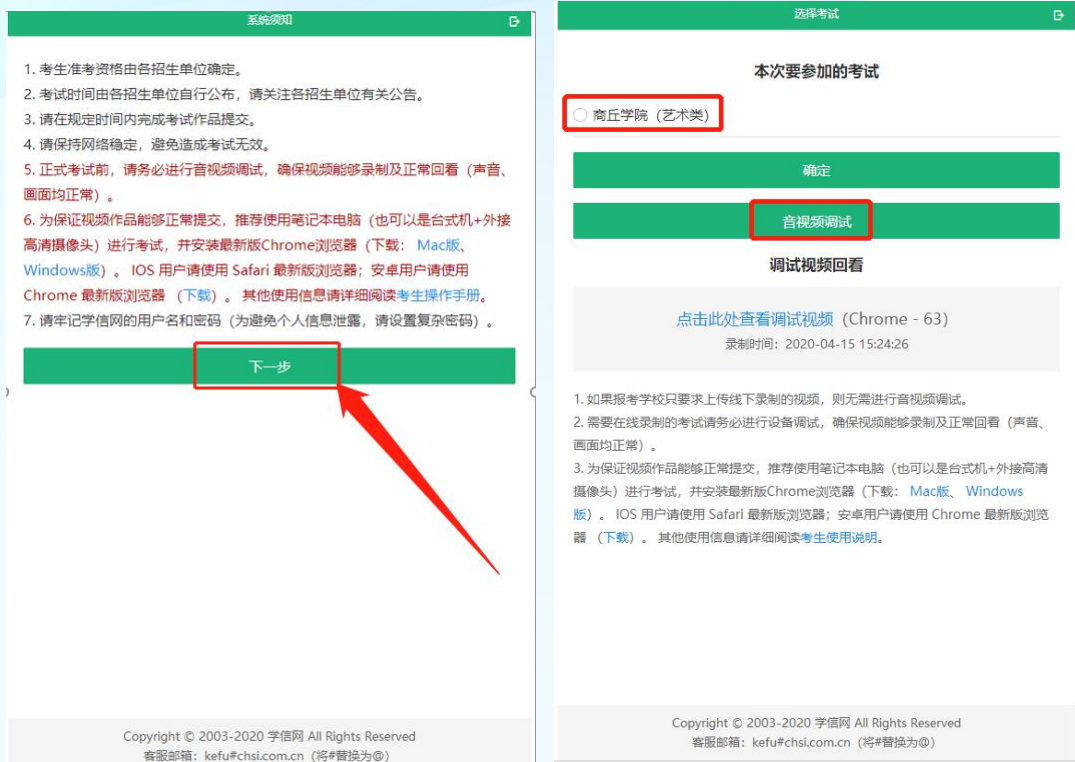 系统须知
1. 考生准考资格由各招生单位确定。
2. 考试时间由各招生单位自行公布，请关注各招生单位有关公告。
3. 请在规定时间内完成考试作品提交。
4. 请保持网络稳定，避免造成考试无效。
5. 正式考试前，请务必进行音视频调试，确保视频能够录制及正常回看（声音、
画面均正常）。
6. 为保证视频作品能够正常提交，推荐使用笔记本电脑（也可以是台式机+外接
高清摄像头）进行考试，并安装最新版Chrome浏览器（下载： Mac版、
Windows版）。 IOS 用户请使用 Safari 最新版浏览器；安卓用户请使用
Chrome 最新版浏览器 （下载）。 其他使用信息请详细阅读考生操作手册。
7. 请牢记学信网的用户名和密码（为避免个人信息泄露，请设置复杂密码）。
下一步
Copyright © 2003-2020 学信网 All Rights Reserved
客服邮箱：kefu#chsi.com.cn（将#替换为@）
选择考试
本次要参加的考试
商丘学院（艺术类）
确定
音视频调试
调试视频回看
点击此处查看调试视频（Chrome - 63）
录制时间：2020-04-15 15:24:26
1. 如果报考学校只要求上传线下录制的视频，则无需进行音视频调试。
2. 需要在线录制的考试请务必进行设备调试，确保视频能够录制及正常回看（声音、
画面均正常）。
3. 为保证视频作品能够正常提交，推荐使用笔记本电脑（也可以是台式机+外接高清
摄像头）进行考试，并安装最新版Chrome浏览器（下载： Mac版、 Windows
版）。 IOS 用户请使用 Safari 最新版浏览器；安卓用户请使用 Chrome 最新版浏览
器 （下载）。 其他使用信息请详细阅读考生使用说明。
Copyright © 2003-2020 学信网 All Rights Reserved
客服邮箱：kefu#chsi.com.cn（将#替换为@）